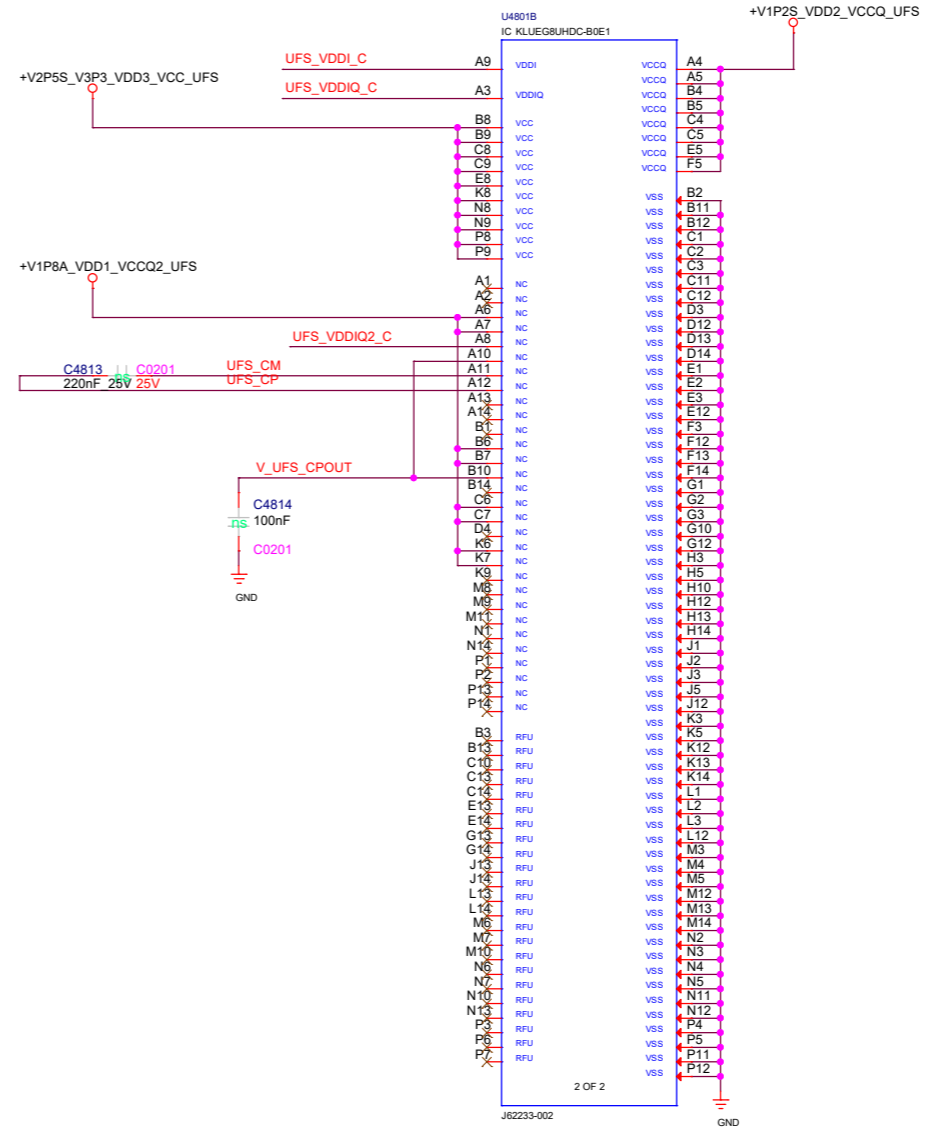 +V1P2S_VDD2_VCCQ_UFS
U4801B
IC KLUEG8UHDC-B0E1
UFS_VDDI_C A9 VDDI VCCQ A4
+V2P5S_V3P3_VDD3_VCC_UFS
VCCQ A5
UFS_VDDIQ_C A3 VDDIQ VCCQ B4
VCCQ B5
B8 VCC VCCQ C4
B9 VCC VCCQ C5
C8 VCC VCCQ E5
C9 VCC VCCQ F5
E8 VCC
K8 VCC VSS B2
N8 VCC VSS B11
N9 VCC VSS B12
P8 VCC VSS C1
P9 VCC VSS C2
+V1P8A_VDD1_VCCQ2_UFS
VSS C3
A1 NC VSS C11
A2 NC VSS C12
A6 NC VSS D3
A7 NC VSS D12
UFS_VDDIQ2_C A8 NC VSS D13
A10 NC VSS D14
C4813 C0201 UFS_CM A11 NC VSS E1
220nF_25V 25V UFS_CP A12 NC VSS E2
ns
A13 NC VSS E3
A14 NC VSS E12
B1 NC VSS F3
B6 NC VSS F12
B7 NC VSS F13
V_UFS_CPOUT B10 NC VSS F14
B14 NC VSS G1
C4814 C6 NC VSS G2
ns 100nF C7 NC VSS G3
D4 NC VSS G10
C0201 K6 NC VSS G12
K7 NC VSS H3
K9 NC VSS H5
GND M8 NC VSS H10
M9 NC VSS H12
M11 NC VSS H13
N1 NC VSS H14
N14 NC VSS J1
P1 NC VSS J2
P2 NC VSS J3
P13 NC VSS J5
P14 NC VSS J12
VSS K3
B3 RFU VSS K5
B13 RFU VSS K12
C10 RFU VSS K13
C13 RFU VSS K14
C14 RFU VSS L1
E13 RFU VSS L2
E14 RFU VSS L3
G13 RFU VSS L12
G14 RFU VSS M3
J13 RFU VSS M4
J14 RFU VSS M5
L13 RFU VSS M12
L14 RFU VSS M13
M6 RFU VSS M14
M7 RFU VSS N2
M10 RFU VSS N3
N6 RFU VSS N4
N7 RFU VSS N5
N10 RFU VSS N11
N13 RFU VSS N12
P3 RFU VSS P4
P6 RFU VSS P5
P7 RFU VSS P11
VSS P12
2 OF 2
J62233-002
GND